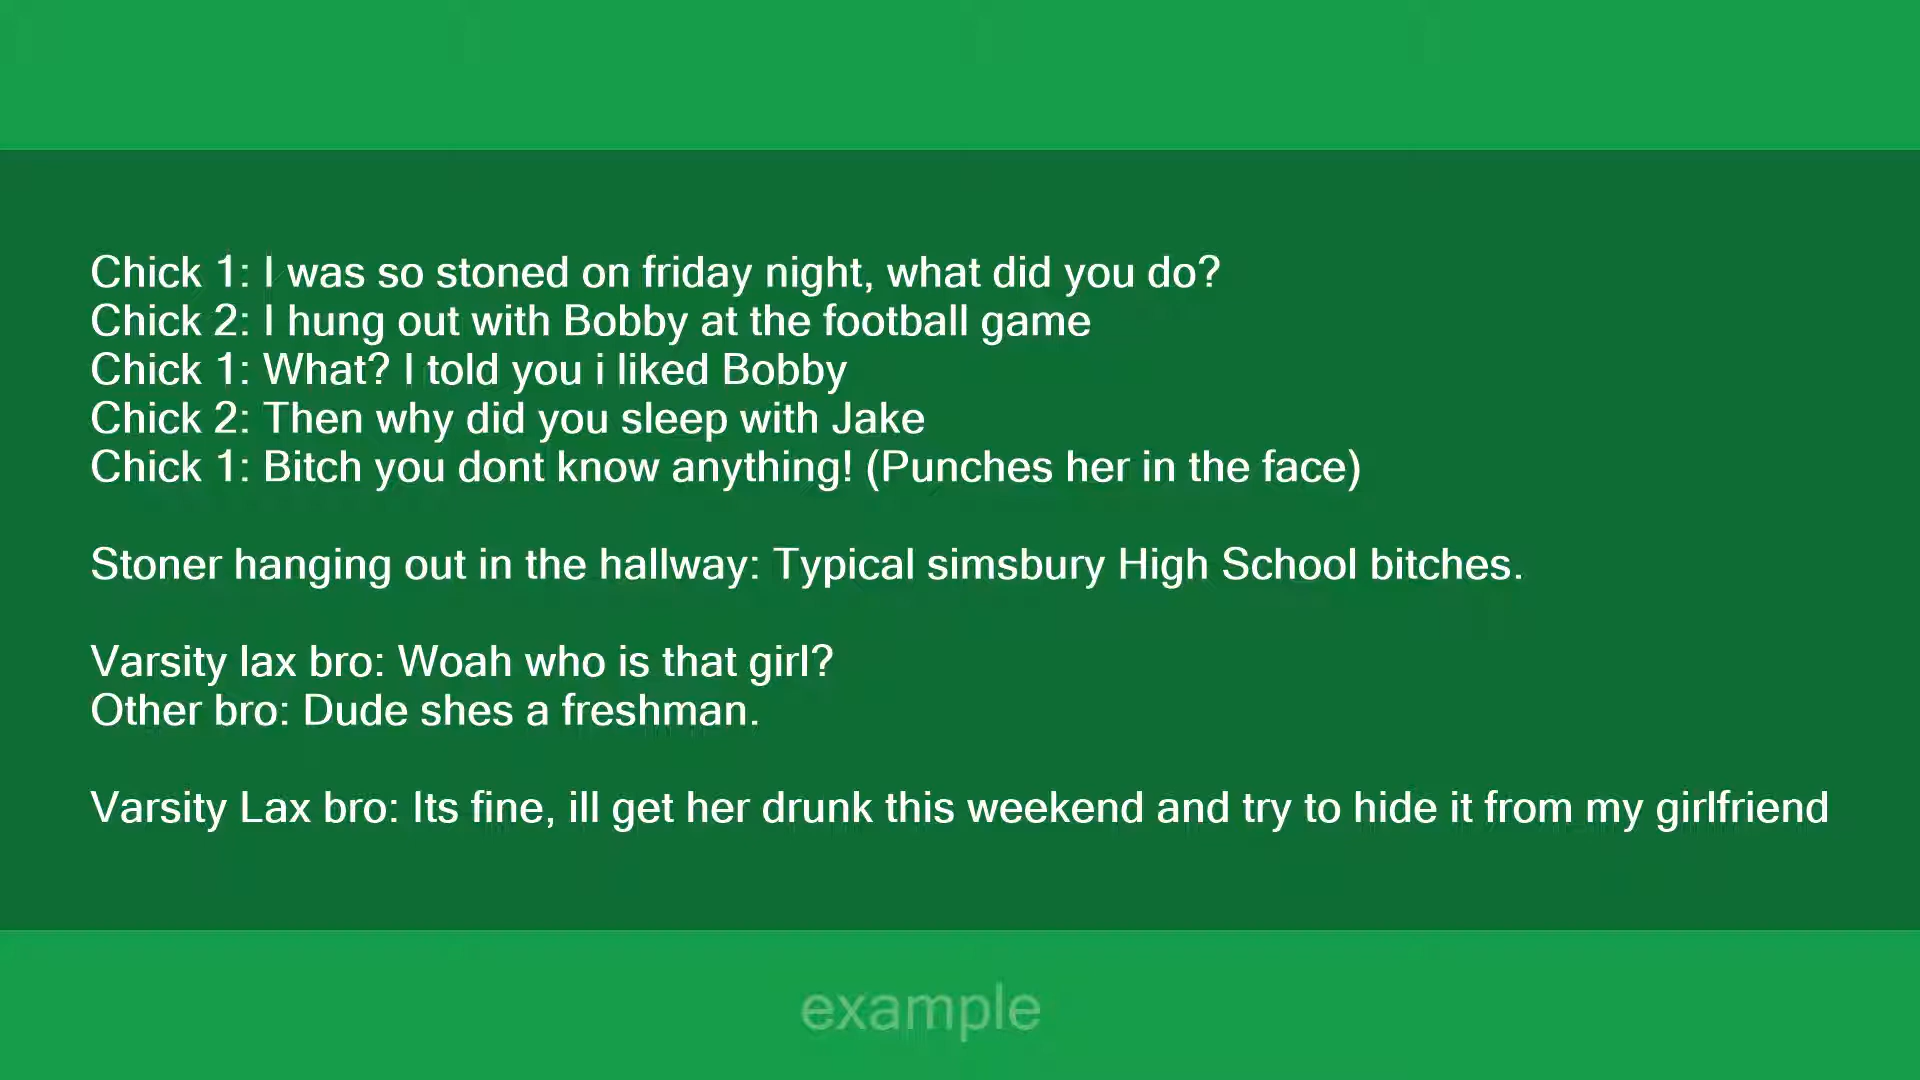 Chick 1: I was so stoned on friday night, what did you do?
Chick 2: I hung out with Bobby at the football game
Chick 1: What? I told you i liked Bobby
Chick 2: Then why did you sleep with Jake
Chick 1: Bitch you dont know anything! (Punches her in the face)
Stoner hanging out in the hallway: Typical simsbury High School bitches.
Varsity lax bro: Woah who is that girl?
Other bro: Dude shes a freshman.
Varsity Lax bro: Its fine, ill get her drunk this weekend and try to hide it from my girlfriend
example